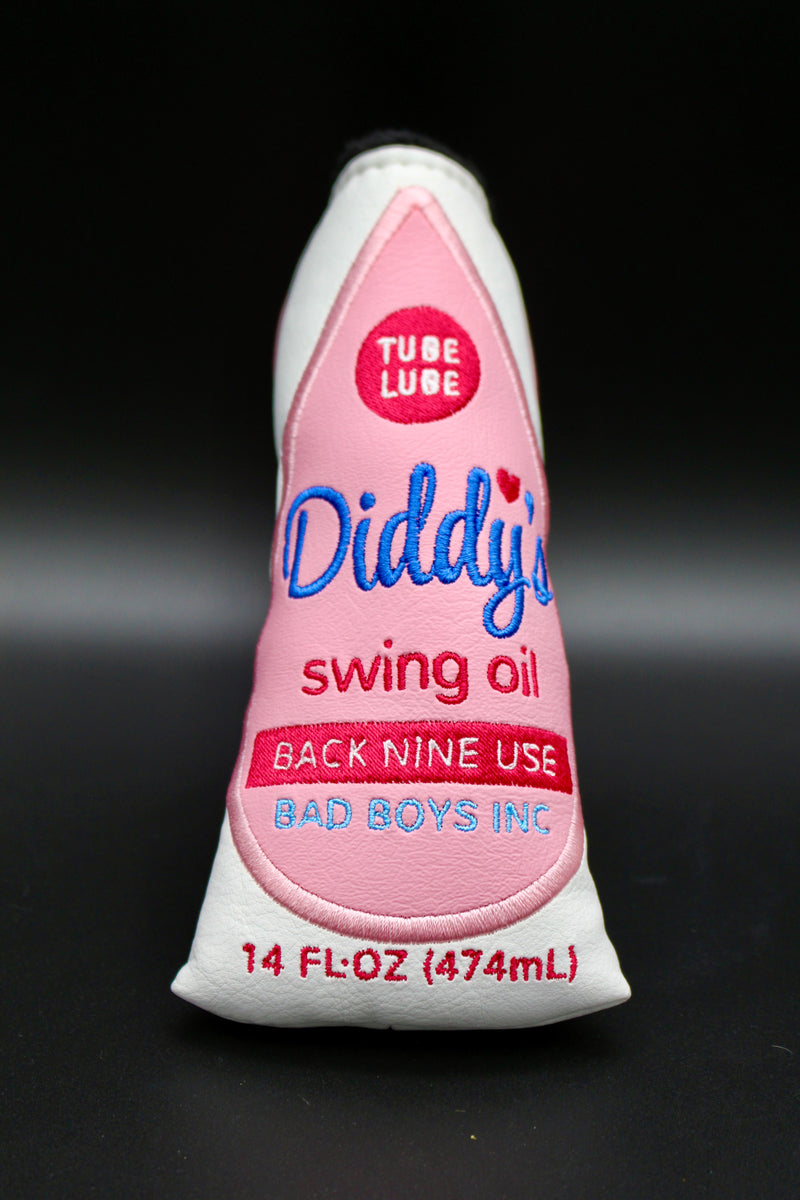 TUBE
LUBE
Diddy's
swing oil
BACK NINE USE
BAD BOYS INC
14 FL·OZ (474mL)